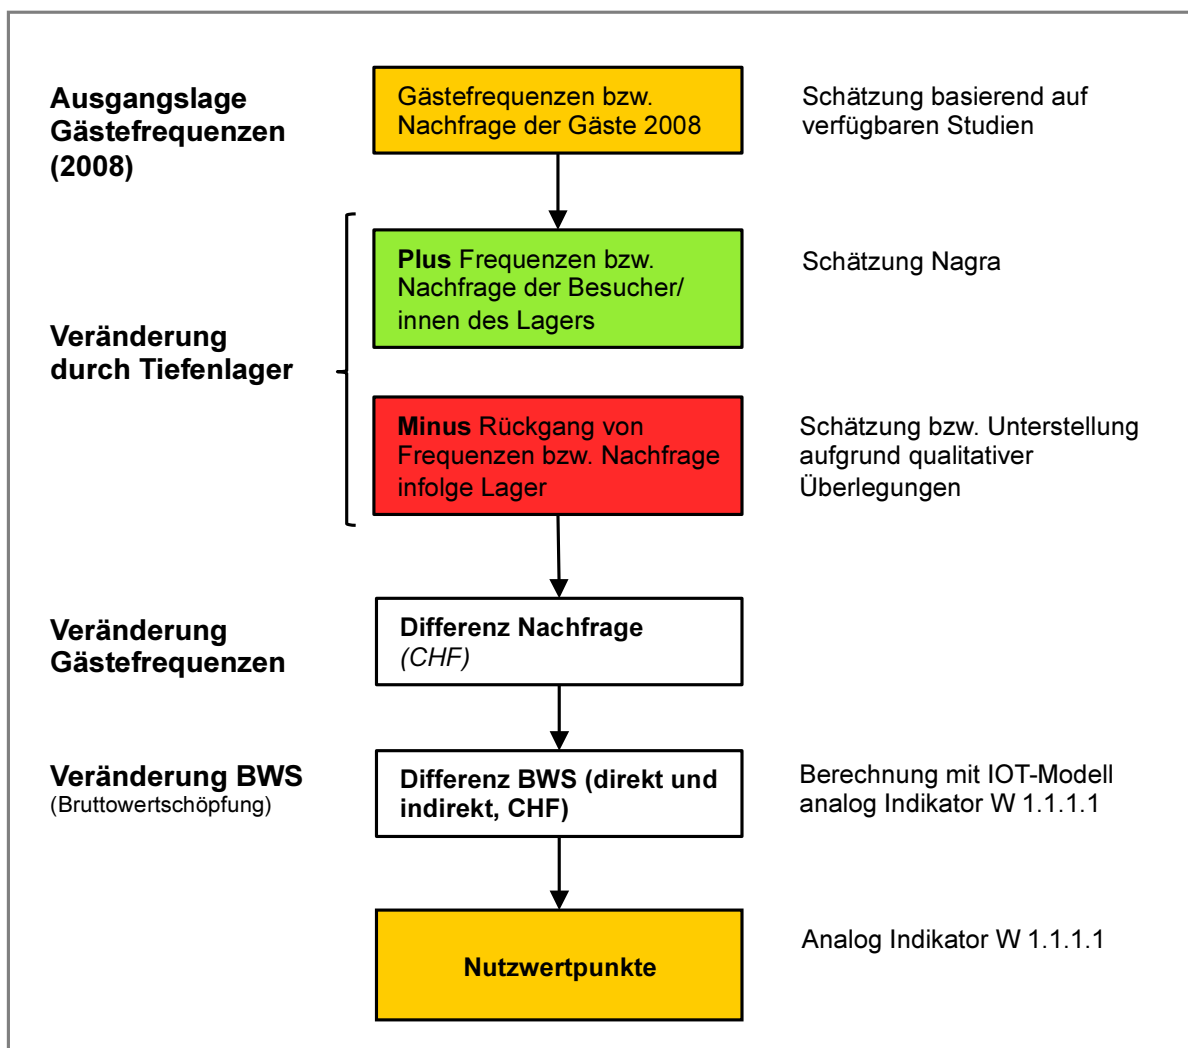 Ausgangslage
Gästefrequenzen
(2008)
Gästefrequenzen bzw.
Nachfrage der Gäste 2008
Schätzung basierend auf
verfügbaren Studien
Veränderung
durch Tiefenlager
Plus Frequenzen bzw.
Nachfrage der Besucher/
innen des Lagers
Schätzung Nagra
Minus Rückgang von
Frequenzen bzw. Nachfrage
infolge Lager
Schätzung bzw. Unterstellung
aufgrund qualitativer
Überlegungen
Veränderung
Gästefrequenzen
Differenz Nachfrage
(CHF)
Veränderung BWS
(Bruttowertschöpfung)
Differenz BWS (direkt und
indirekt, CHF)
Berechnung mit IOT-Modell
analog Indikator W 1.1.1.1
Nutzwertpunkte
Analog Indikator W 1.1.1.1